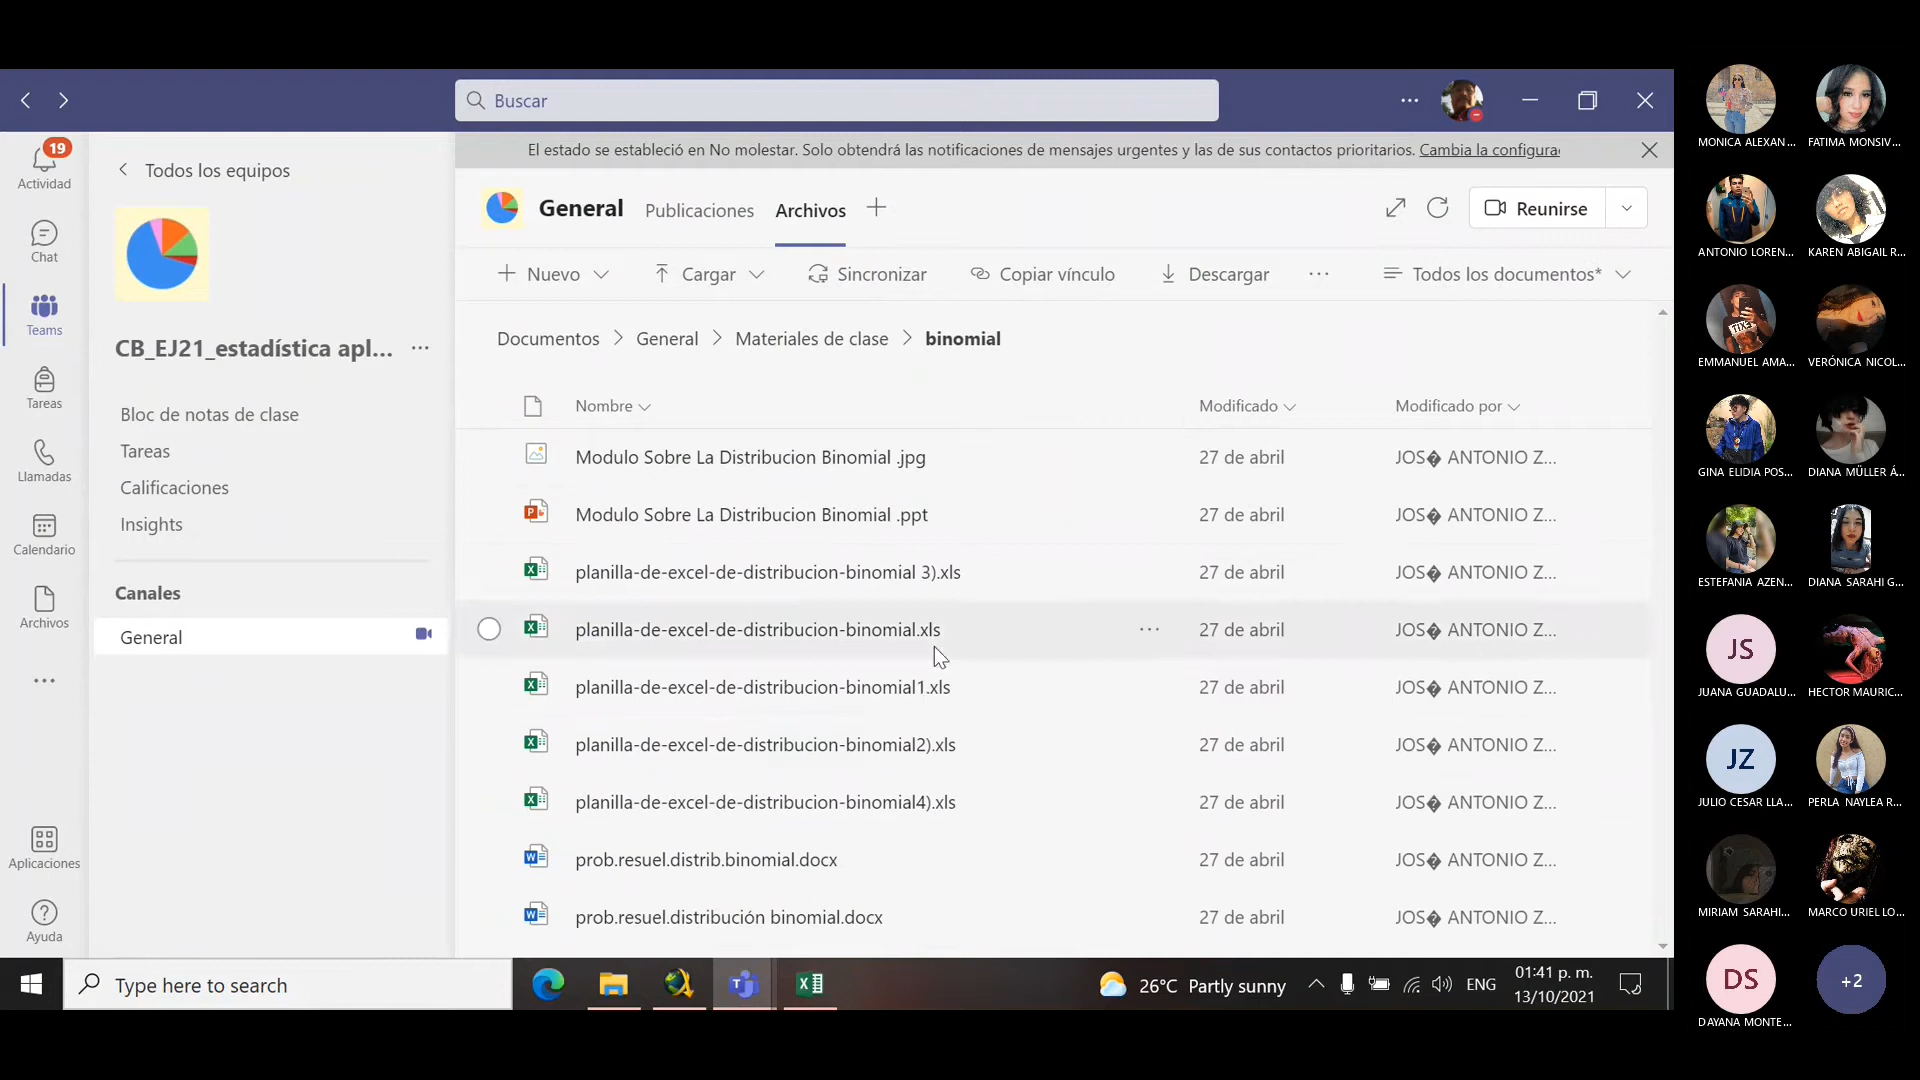 Buscar
El estado se estableció en No molestar. Solo obtendrá las notificaciones de mensajes urgentes y las de sus contactos prioritarios. Cambia la configura
19
Actividad
Chat
Teams
Tareas
Llamadas
Calendario
Archivos
Aplicaciones
Ayuda
Todos los equipos
CB_EJ21_estadística apl...
Bloc de notas de clase
Tareas
Calificaciones
Insights
Canales
General
General Publicaciones Archivos
Reunirse
Nuevo Cargar Sincronizar Copiar vínculo Descargar ... Todos los documentos*
Documentos > General > Materiales de clase > binomial
Nombre Modificado Modificado por
Modulo Sobre La Distribucion Binomial .jpg 27 de abril JOS� ANTONIO Z...
Modulo Sobre La Distribucion Binomial .ppt 27 de abril JOS� ANTONIO Z...
planilla-de-excel-de-distribucion-binomial 3).xls 27 de abril JOS� ANTONIO Z...
planilla-de-excel-de-distribucion-binomial.xls ... 27 de abril JOS� ANTONIO Z...
planilla-de-excel-de-distribucion-binomial1.xls 27 de abril JOS� ANTONIO Z...
planilla-de-excel-de-distribucion-binomial2).xls 27 de abril JOS� ANTONIO Z...
planilla-de-excel-de-distribucion-binomial4).xls 27 de abril JOS� ANTONIO Z...
prob.resuel.distrib.binomial.docx 27 de abril JOS� ANTONIO Z...
prob.resuel.distribución binomial.docx 27 de abril JOS� ANTONIO Z...
Type here to search
26°C Partly sunny
ENG
01:41 p. m.
13/10/2021
MONICA ALEXAN... FATIMA MONSIV...
ANTONIO LOREN... KAREN ABIGAIL R...
EMMANUEL AMA... VERÓNICA NICOL...
GINA ELIDIA POS... DIANA MÜLLER Á...
ESTEFANIA AZEN... DIANA SARAHI G...
JS
JUANA GUADALU... HECTOR MAURIC...
JZ
JULIO CESAR LLA... PERLA NAYLEA R...
MIRIAM SARAHI... MARCO URIEL LO...
DS +2
DAYANA MONTE...